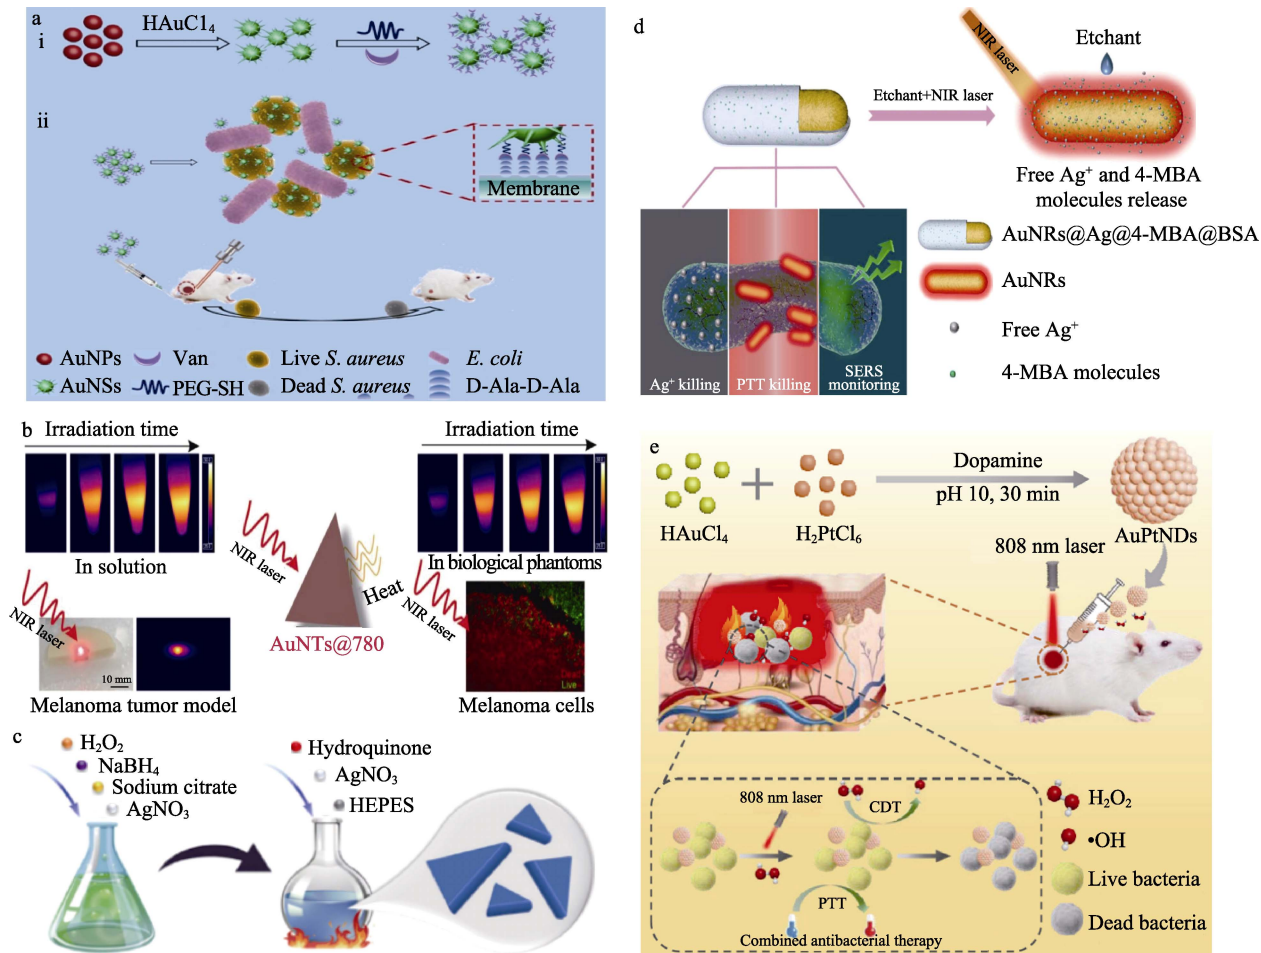 a
i
HAuC1₄
ii
Membrane
AuNPs
Van
Live S. aureus
E. coli
AuNSs
PEG-SH
Dead S. aureus
D-Ala-D-Ala
b
Irradiation time
In solution
Irradiation time
In biological phantoms
NIR laser
Heat
AuNTs@780
NIR laser
10 mm
Melanoma tumor model
NIR laser
Dead
Live
Melanoma cells
c
H₂O₂
NaBH₄
Sodium citrate
AgNO₃
Hydroquinone
AgNO₃
HEPES
d
Etchant+NIR laser
NIR laser
Etchant
Free Ag⁺ and 4-MBA
molecules release
Ag⁺ killing
PTT killing
SERS
monitoring
AuNRs@Ag@4-MBA@BSA
AuNRs
Free Ag⁺
4-MBA molecules
e
HAuCl₄
H₂PtCl₆
Dopamine
pH 10, 30 min
AuPtNDs
808 nm laser
808 nm laser
CDT
PTT
Combined antibacterial therapy
H₂O₂
•OH
Live bacteria
Dead bacteria